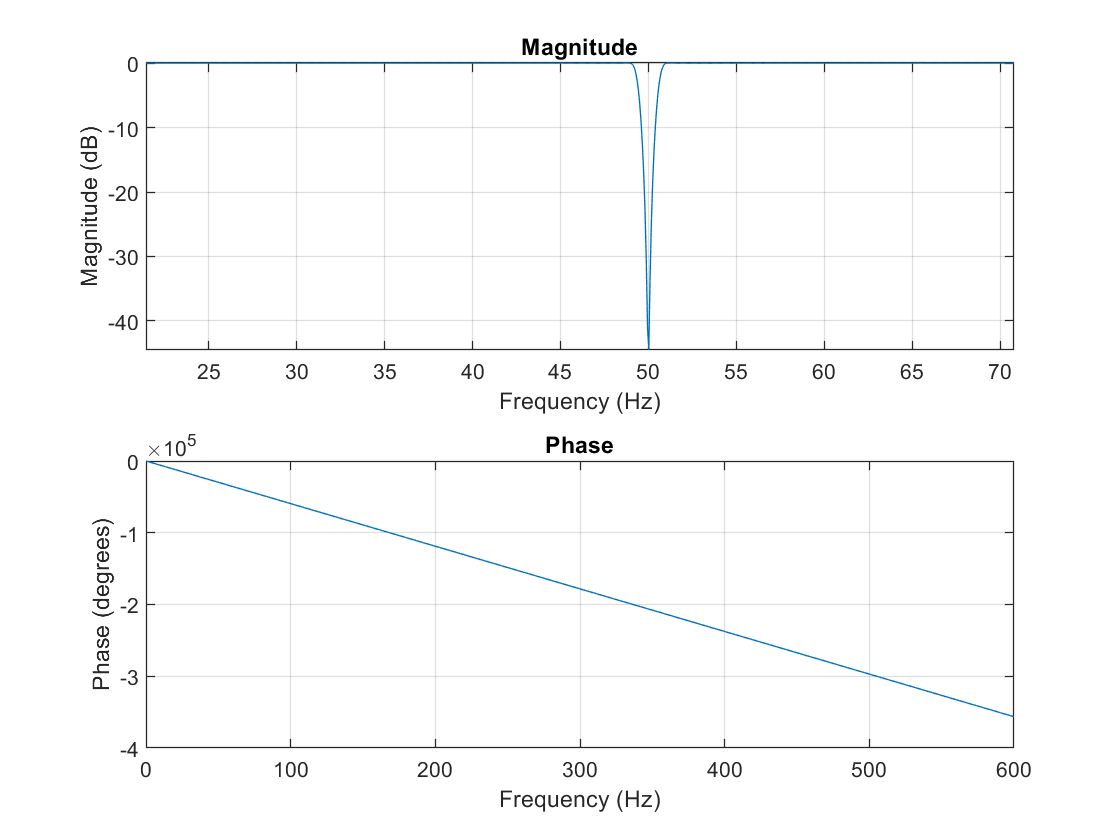 Magnitude
0
-10
-20
-30
-40
Magnitude (dB)
25 30 35 40 45 50 55 60 65 70
Frequency (Hz)
Phase
×10^5
0
-1
-2
-3
-4
Phase (degrees)
0 100 200 300 400 500 600
Frequency (Hz)